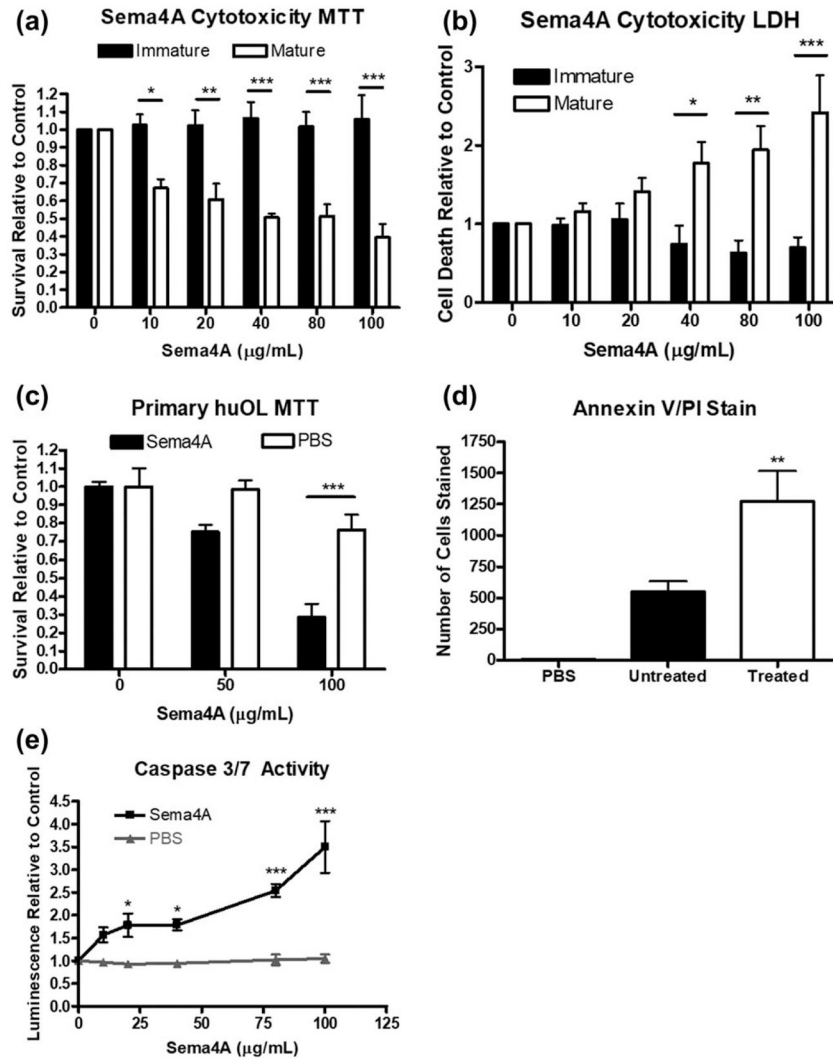 (a)
Sema4A Cytotoxicity MTT
Immature Mature
Survival Relative to Control
1.2
1.1
1.0
0.9
0.8
0.7
0.6
0.5
0.4
0.3
0.2
0.1
0.0
* ** *** *** ***
0 10 20 40 80 100
Sema4A (μg/mL)
(b)
Sema4A Cytotoxicity LDH
Immature
Mature
Cell Death Relative to Control
3
2
1
0
* ** ***
0 10 20 40 80 100
Sema4A (μg/mL)
(c)
Primary huOL MTT
Sema4A PBS
Survival Relative to Control
1.2
1.1
1.0
0.9
0.8
0.7
0.6
0.5
0.4
0.3
0.2
0.1
0.0
***
0 50 100
Sema4A (μg/mL)
(d)
Annexin V/PI Stain
Number of Cells Stained
1750
1500
1250
1000
750
500
250
0
**
PBS Untreated Treated
(e)
Caspase 3/7 Activity
Sema4A
PBS
Luminescence Relative to Control
4.5
4.0
3.5
3.0
2.5
2.0
1.5
1.0
0.5
0.0
* * *** ***
0 25 50 75 100 125
Sema4A (μg/mL)